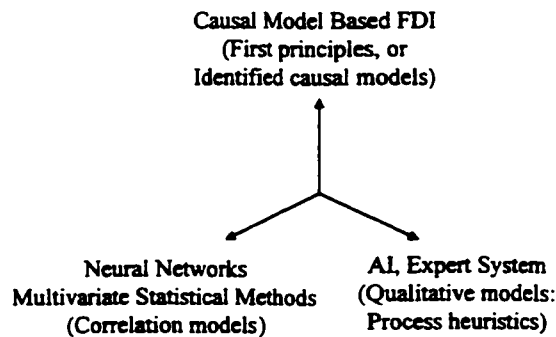 Causal Model Based FDI
(First principles, or
Identified causal models)
Neural Networks
Multivariate Statistical Methods
(Correlation models)
AI, Expert System
(Qualitative models:
Process heuristics)